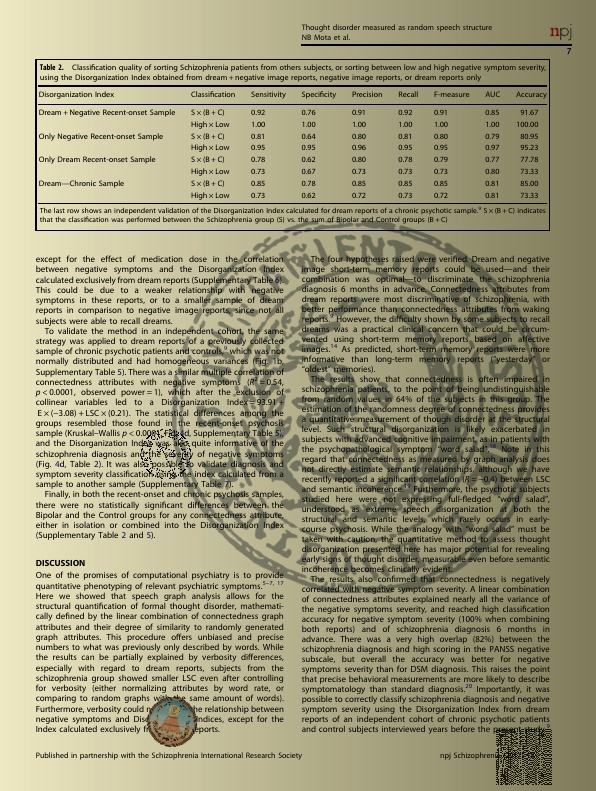 Thought disorder measured as random speech structure
NB Mota et al.
npj
7
Table 2. Classification quality of sorting Schizophrenia patients from others subjects, or sorting between low and high negative symptom severity,
using the Disorganization Index obtained from dream + negative image reports, negative image reports, or dream reports only
Disorganization Index Classification Sensitivity Specificity Precision Recall F-measure AUC Accuracy
Dream + Negative Recent-onset Sample S × (B + C) 0.92 0.76 0.91 0.92 0.91 0.85 91.67
High × Low 1.00 1.00 1.00 1.00 1.00 1.00 100.00
Only Negative Recent-onset Sample S × (B + C) 0.81 0.64 0.80 0.81 0.80 0.79 80.95
High × Low 0.95 0.95 0.96 0.95 0.95 0.97 95.23
Only Dream Recent-onset Sample S × (B + C) 0.78 0.62 0.80 0.78 0.79 0.77 77.78
High × Low 0.73 0.67 0.73 0.73 0.73 0.80 73.33
Dream—Chronic Sample S × (B + C) 0.85 0.78 0.85 0.85 0.85 0.81 85.00
High × Low 0.73 0.62 0.72 0.73 0.72 0.81 73.33
The last row shows an independent validation of the Disorganization Index calculated for dream reports of a chronic psychotic sample.9 S × (B + C) indicates
that the classification was performed between the Schizophrenia group (S) vs. the sum of Bipolar and Control groups (B + C)
except for the effect of medication dose in the correlation
between negative symptoms and the Disorganization Index
calculated exclusively from dream reports (Supplementary Table 6).
This could be due to a weaker relationship with negative
symptoms in these reports, or to a smaller sample of dream
reports in comparison to negative image reports, since not all
subjects were able to recall dreams.
To validate the method in an independent cohort, the same
strategy was applied to dream reports of a previously collected
sample of chronic psychotic patients and controls,9 which was not
normally distributed and had homogeneous variances (Fig. 1b,
Supplementary Table 5). There was a similar multiple correlation of
connectedness attributes with negative symptoms (R2 = 0.54,
p < 0.0001, observed power = 1), which after the exclusion of
collinear variables led to a Disorganization Index = 93.91 +
E × (−3.08) + LSC × (0.21). The statistical differences among the
groups resembled those found in the recent-onset psychosis
sample (Kruskal–Wallis Supplementary Table 5),
and the quite informative of the
schizophrenia diagnosis and severity of negative symptoms
(Fig. 4d, Table 2). It was also possible to validate diagnosis and
symptom severity classification using the index calculated from a
sample to another sample (Supplementary Table 7).
Finally, in both the recent-onset and chronic psychosis samples,
there were no statistically significant differences between the
Bipolar and the Control groups for any connectedness attribute,
either in isolation or combined into the Disorganization Index
(Supplementary Table 2 and 5).
DISCUSSION
One of the promises of computational psychiatry is to provide
quantitative phenotyping of relevant psychiatric symptoms.5–7, 17
Here we showed that speech graph analysis allows for the
structural quantification of formal thought disorder, mathemati-
cally defined by the linear combination of connectedness graph
attributes and their degree of similarity to randomly generated
graph attributes. This procedure offers unbiased and precise
numbers to what was previously only described by words. While
the results can be partially explained by verbosity differences,
especially with regard to dream reports, subjects from the
schizophrenia group showed smaller LSC even after controlling
for verbosity (either normalizing attributes by word rate, or
comparing to random graphs with the same amount of words).
Furthermore, verbosity could the relationship between
negative symptoms and Indices, except for the
Index calculated exclusively reports.
The four hypotheses raised were verified. Dream and negative
image short-term memory reports could be used—and their
combination was optimal—to discriminate the schizophrenia
diagnosis 6 months in advance. Connectedness attributes from
dream reports were most discriminative of schizophrenia, with
better performance than connectedness attributes from waking
reports.9 However, the difficulty shown by some subjects to recall
dreams was a practical clinical concern that could be circum-
vented using short-term memory reports based on affective
images.14 As predicted, short-term memory reports were more
informative than long-term memory reports ("yesterday" or
"oldest" memories).
The results show that connectedness is often impaired in
schizophrenia patients, to the point of being undistinguishable
from random values in 64% of the subjects in this group. The
estimation of the randomness degree of connectedness provides
a quantitative measurement of though disorder at the structural
level. Such structural disorganization is likely exacerbated in
subjects with advanced cognitive impairment, as in patients with
the psychopathological symptom "word salad". Note in this
regard that connectedness as measured by graph analysis does
not directly estimate semantic relationships, although we have
recently reported a significant correlation (R = −0.4) between LSC
and semantic incoherence. Furthermore, the psychotic subjects
studied here were not expressing full-fledged "word salad",
understood as extreme speech disorganization at both the
structural and semantic levels, which rarely occurs in early-
course psychosis. While the analogy with "word salad" must be
taken with caution, the quantitative method to assess thought
disorganization presented here has major potential for revealing
early signs of thought disorder, measurable even before semantic
incoherence becomes clinically evident.
The results also confirmed that connectedness is negatively
correlated with negative symptoms. A linear combination
of connectedness attributes explained nearly all the variance of
the negative symptoms severity, and reached high classification
accuracy for negative symptom severity (100% when combining
both reports) and of schizophrenia diagnosis 6 months in
advance. There was a very high overlap (82%) between the
schizophrenia diagnosis and high scoring in the PANSS negative
subscale, but overall the accuracy was better for negative
symptoms severity than for DSM diagnosis. This raises the point
that precise behavioral measurements are more likely to describe
symptomatology than standard diagnosis.20 Importantly, it was
possible to correctly classify schizophrenia diagnosis and negative
symptom severity using the Disorganization Index from dream
reports of an independent cohort of chronic psychotic patients
and control subjects interviewed years before the present study.9
Published in partnership with the Schizophrenia International Research Society
npj